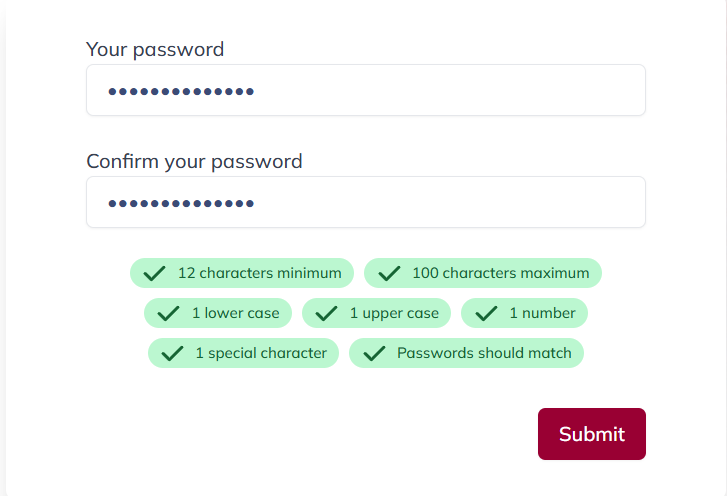 Your password
••••••••••••••
Confirm your password
••••••••••••••
12 characters minimum 100 characters maximum
1 lower case 1 upper case 1 number
1 special character Passwords should match
Submit